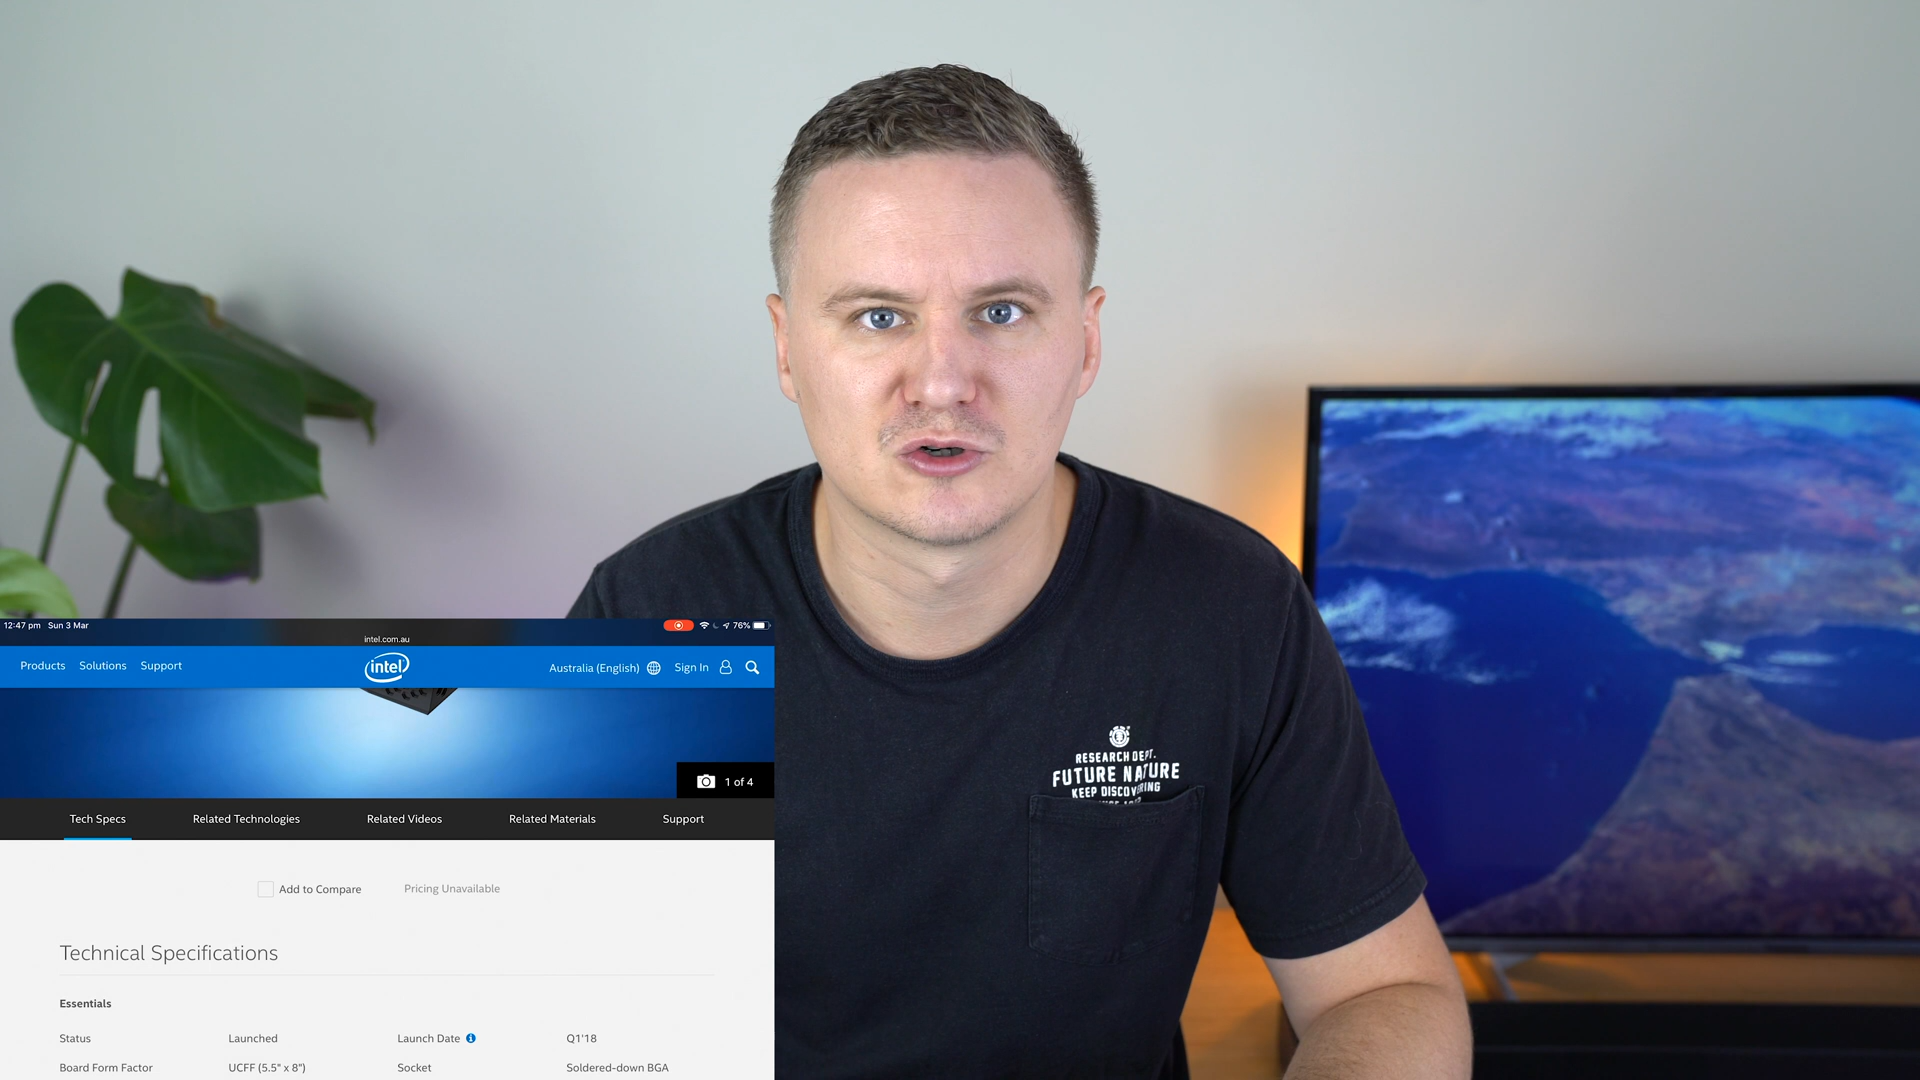 RESEARCH DEPT.
FUTURE NATURE
KEEP DISCOVERING
12:47 pm Sun 3 Mar
76%
intel.com.au
Products Solutions Support
intel
Australia (English) Sign In
1 of 4
Tech Specs Related Technologies Related Videos Related Materials Support
Add to Compare Pricing Unavailable
Technical Specifications
Essentials
Status Launched Launch Date Q1'18
Board Form Factor UCFF (5.5" x 8") Socket Soldered-down BGA